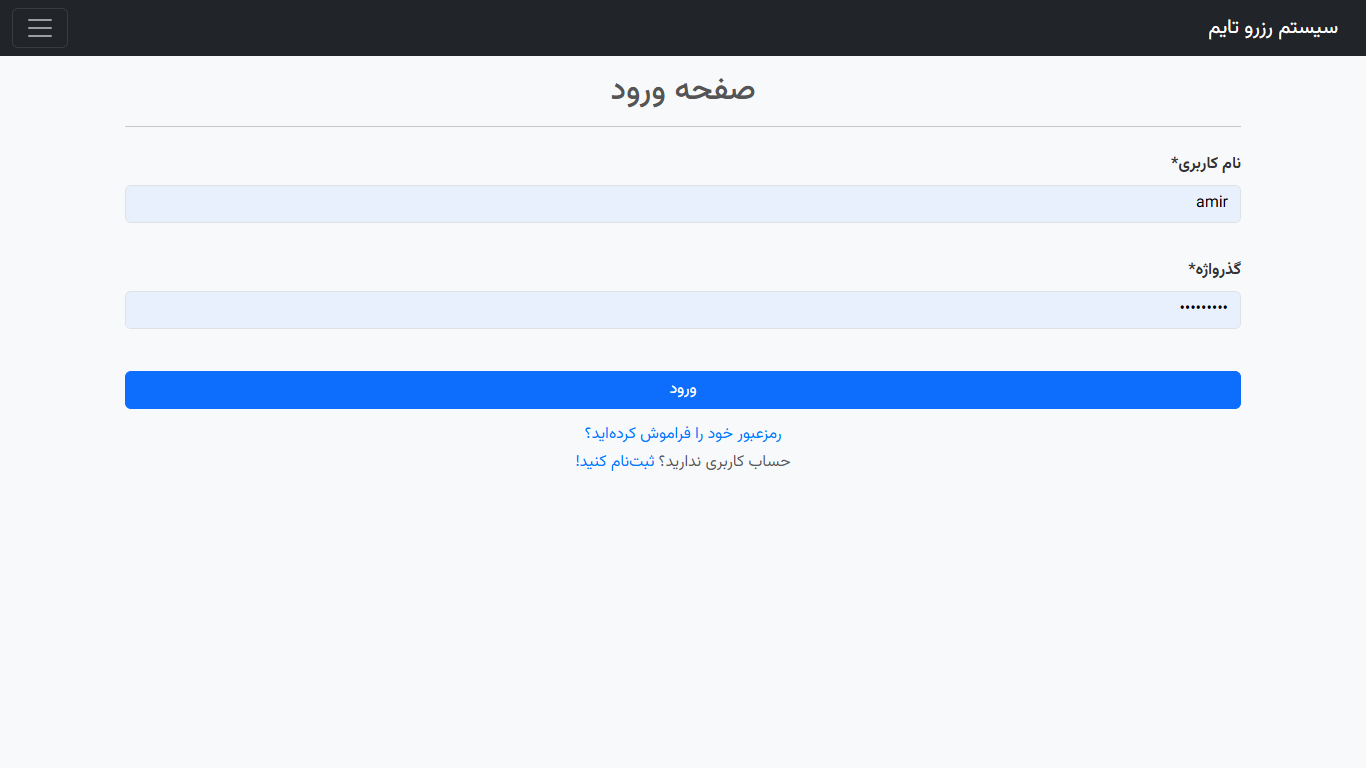 سیستم رزرو تایم
صفحه ورود
نام کاربری*
amir
گذرواژه*
•••••••••
ورود
رمزعبور خود را فراموش کرده‌اید؟
حساب کاربری ندارید؟ ثبت‌نام کنید!